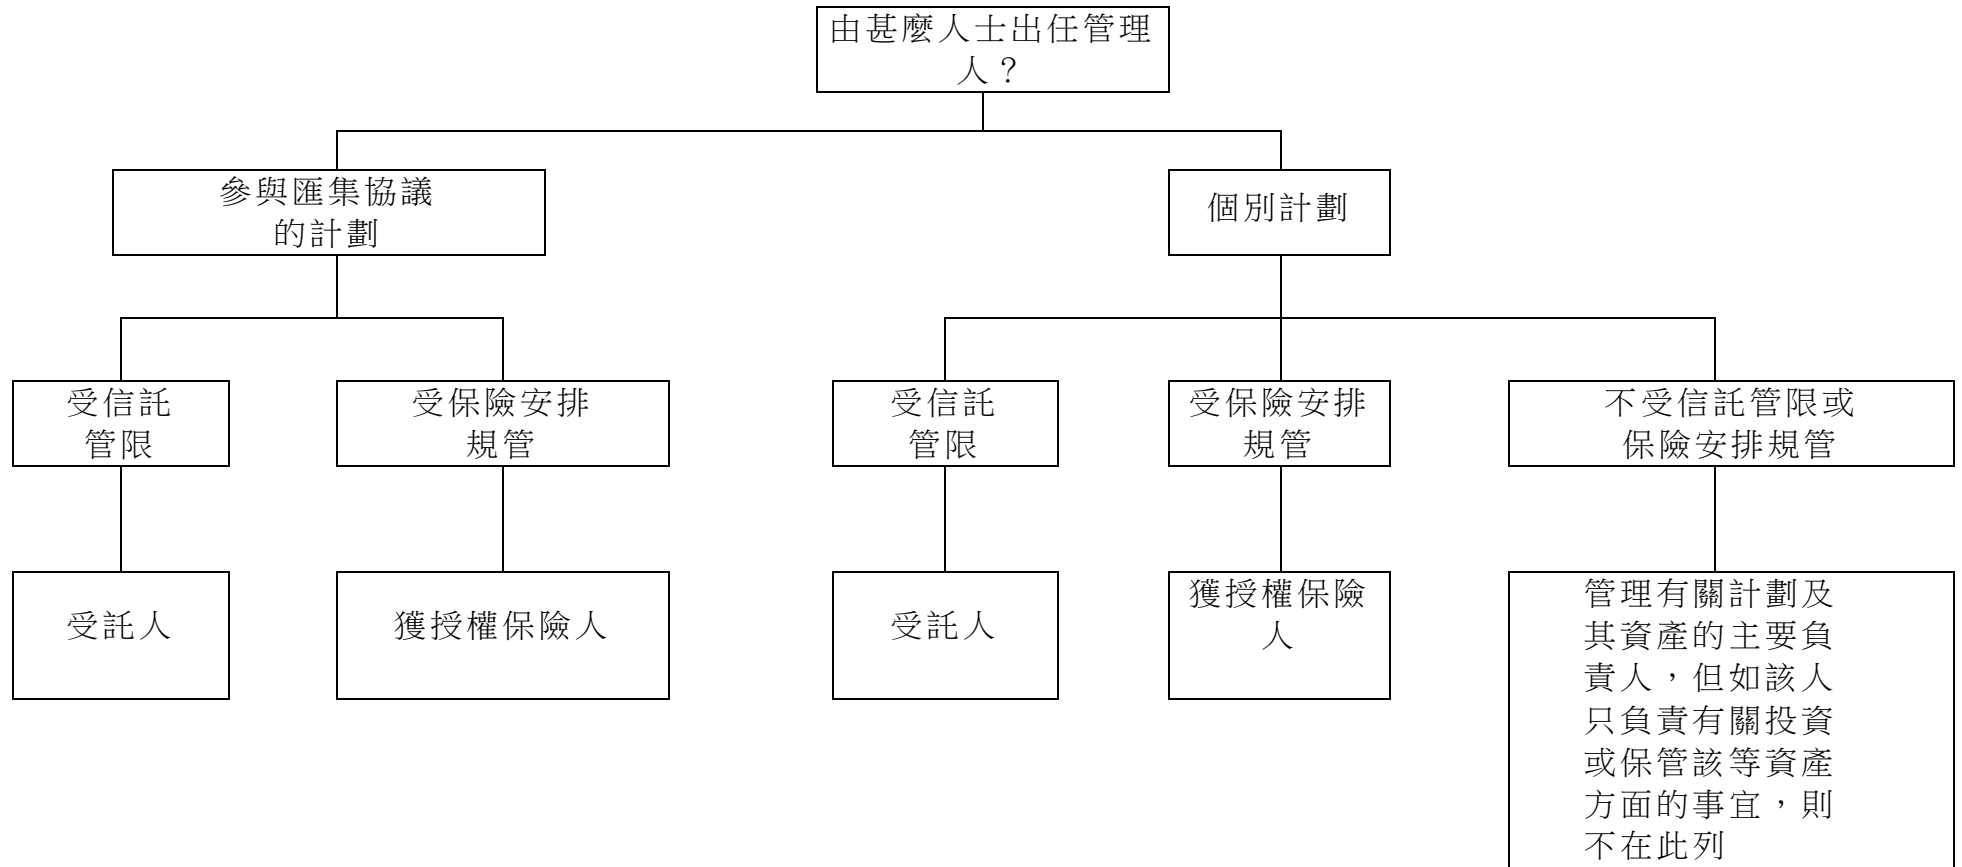 由甚麼人士出任管理
人？
參與匯集協議
的計劃
個別計劃
受信託
管限
受保險安排
規管
受信託
管限
受保險安排
規管
不受信託管限或
保險安排規管
受託人
獲授權保險人
受託人
獲授權保險
人
管理有關計劃及
其資產的主要負
責人，但如該人
只負責有關投資
或保管該等資產
方面的事宜，則
不在此列